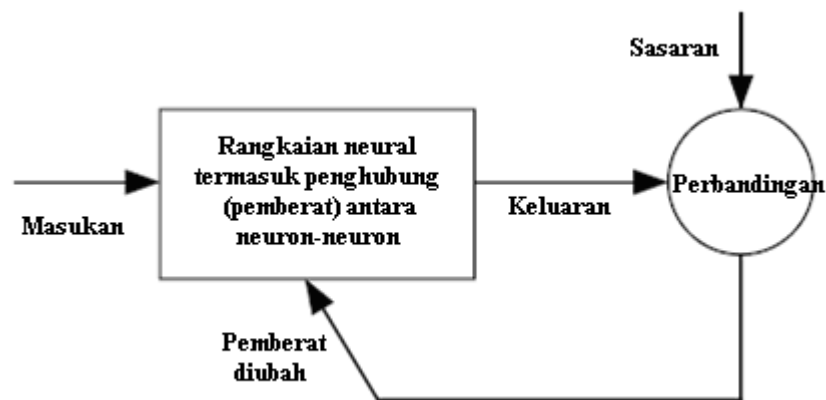 Sasaran
Rangkaian neural
termasuk penghubung
(pemberat) antara
neuron-neuron
Perbandingan
Masukan
Keluaran
Pemberat
diubah